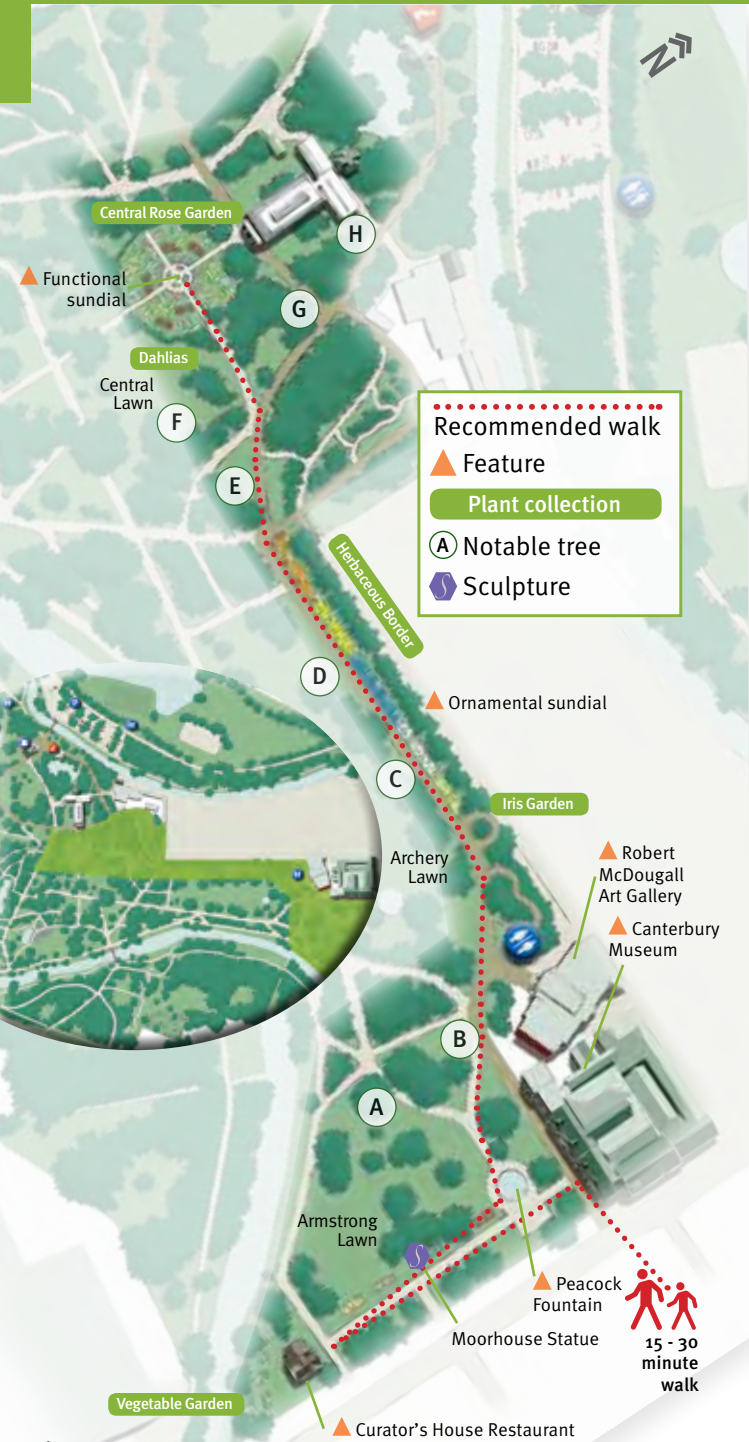 N
Central Rose Garden
H
Functional
sundial
G
Dahlias
Central
Lawn
F
E
Recommended walk
Feature
Plant collection
A Notable tree
S Sculpture
Herbaceous Border
D
Ornamental sundial
C
Iris Garden
Archery
Lawn
Robert
McDougall
Art Gallery
Canterbury
Museum
B
A
Armstrong
Lawn
S
Peacock
Fountain
Moorhouse Statue
15 - 30
minute
walk
Vegetable Garden
Curator's House Restaurant